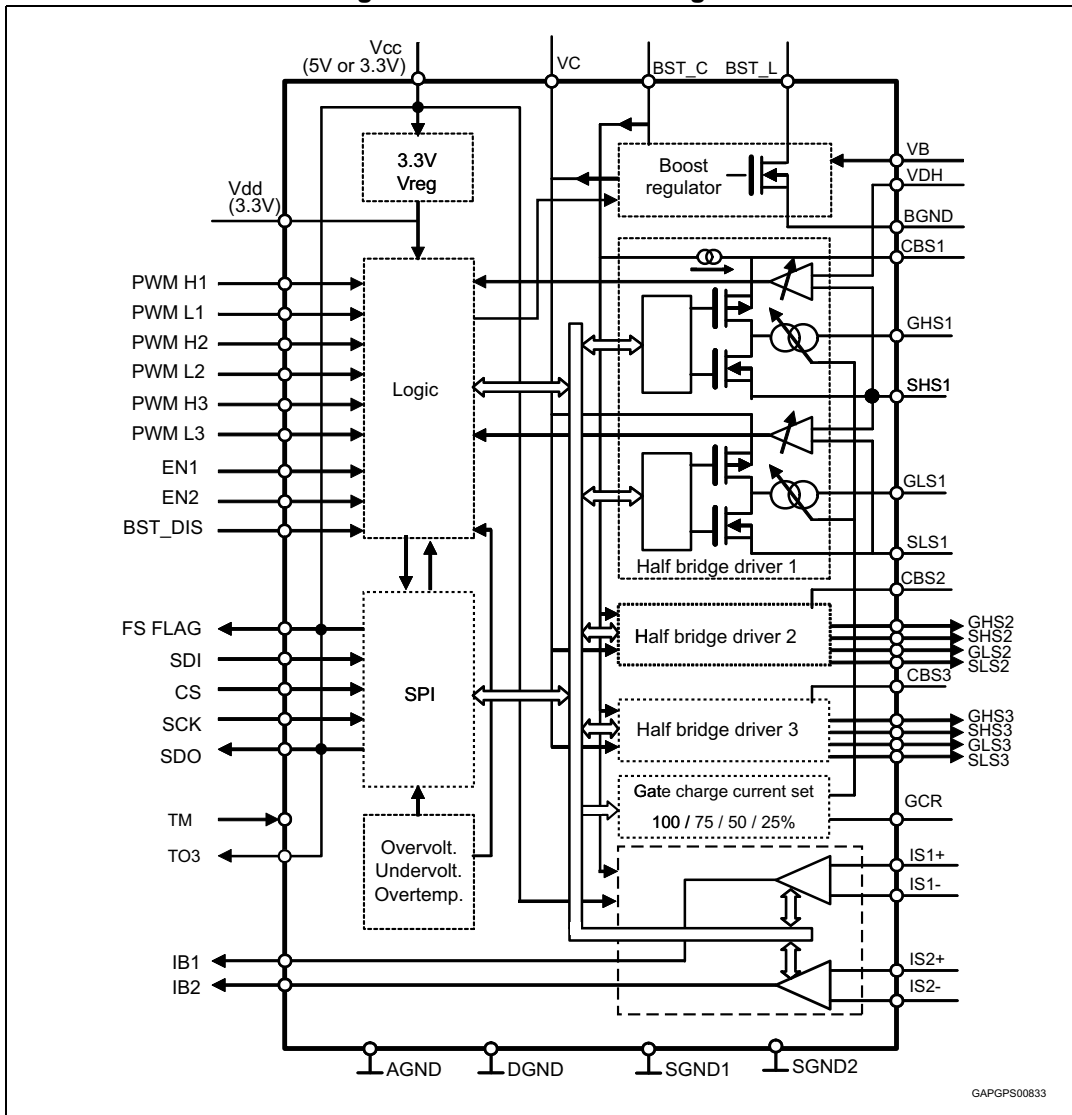 Vcc
(5V or 3.3V)
VC
BST_C
BST_L
3.3V
Vreg
Boost
regulator
VB
VDH
Vdd
(3.3V)
BGND
CBS1
PWM H1
PWM L1
PWM H2
PWM L2
PWM H3
PWM L3
EN1
EN2
BST_DIS
Logic
GHS1
SHS1
GLS1
SLS1
Half bridge driver 1
CBS2
FS FLAG
SDI
CS
SCK
SDO
SPI
Half bridge driver 2
GHS2
SHS2
GLS2
SLS2
CBS3
Half bridge driver 3
GHS3
SHS3
GLS3
SLS3
Gate charge current set
100 / 75 / 50 / 25%
GCR
TM
TO3
Overvolt.
Undervolt.
Overtemp.
IS1+
IS1-
IB1
IB2
IS2+
IS2-
AGND
DGND
SGND1
SGND2
GAPGPS00833